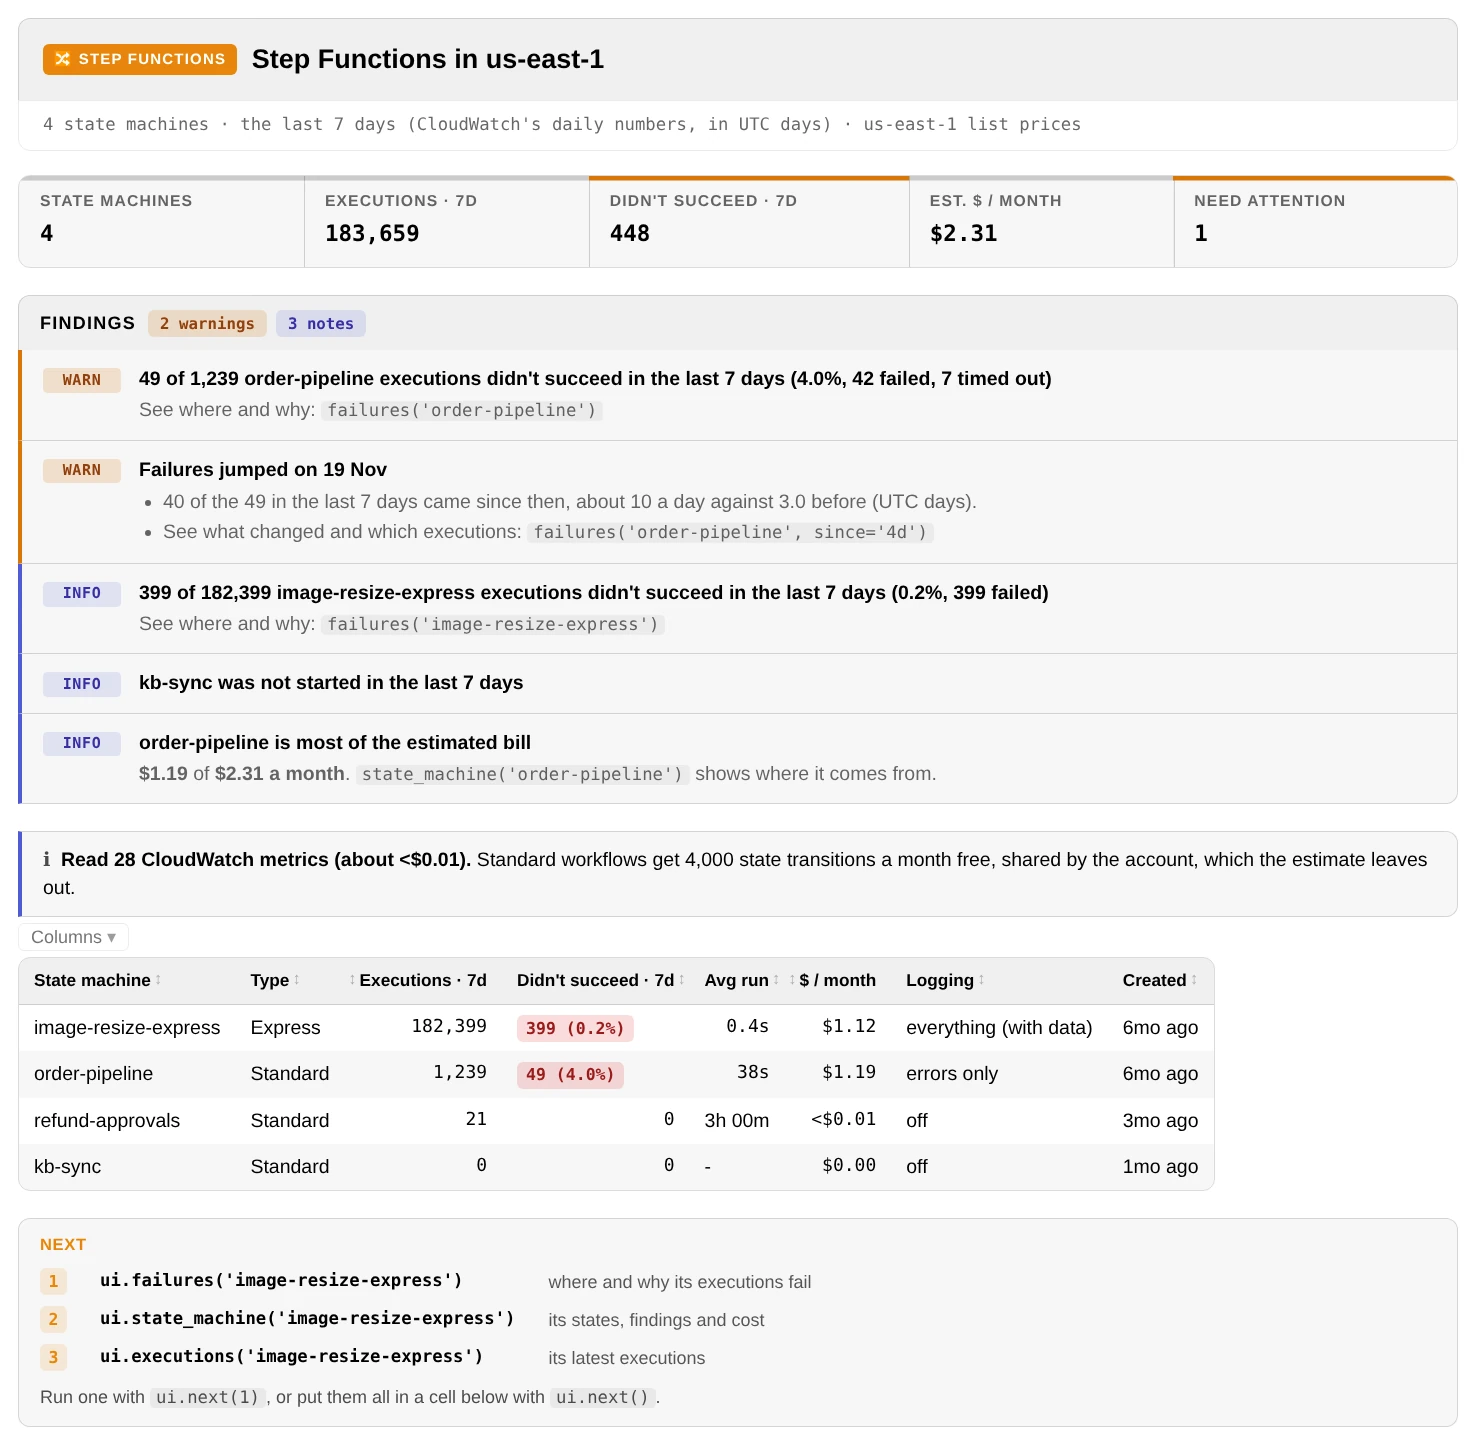 🔀 STEP FUNCTIONS Step Functions in us-east-1
4 state machines · the last 7 days (CloudWatch's daily numbers, in UTC days) · us-east-1 list prices
STATE MACHINES EXECUTIONS · 7D DIDN'T SUCCEED · 7D EST. $ / MONTH NEED ATTENTION
4 183,659 448 $2.31 1
FINDINGS 2 warnings 3 notes
WARN 49 of 1,239 order-pipeline executions didn't succeed in the last 7 days (4.0%, 42 failed, 7 timed out)
See where and why: failures('order-pipeline')
WARN Failures jumped on 19 Nov
• 40 of the 49 in the last 7 days came since then, about 10 a day against 3.0 before (UTC days).
• See what changed and which executions: failures('order-pipeline', since='4d')
INFO 399 of 182,399 image-resize-express executions didn't succeed in the last 7 days (0.2%, 399 failed)
See where and why: failures('image-resize-express')
INFO kb-sync was not started in the last 7 days
INFO order-pipeline is most of the estimated bill
$1.19 of $2.31 a month. state_machine('order-pipeline') shows where it comes from.
ℹ Read 28 CloudWatch metrics (about <$0.01). Standard workflows get 4,000 state transitions a month free, shared by the account, which the estimate leaves
out.
Columns ▾
State machine ↕ Type ↕ ↕ Executions · 7d Didn't succeed · 7d ↕ Avg run ↕ ↕ $ / month Logging ↕ Created ↕
image-resize-express Express 182,399 399 (0.2%) 0.4s $1.12 everything (with data) 6mo ago
order-pipeline Standard 1,239 49 (4.0%) 38s $1.19 errors only 6mo ago
refund-approvals Standard 21 0 3h 00m <$0.01 off 3mo ago
kb-sync Standard 0 0 - $0.00 off 1mo ago
NEXT
1 ui.failures('image-resize-express') where and why its executions fail
2 ui.state_machine('image-resize-express') its states, findings and cost
3 ui.executions('image-resize-express') its latest executions
Run one with ui.next(1), or put them all in a cell below with ui.next().